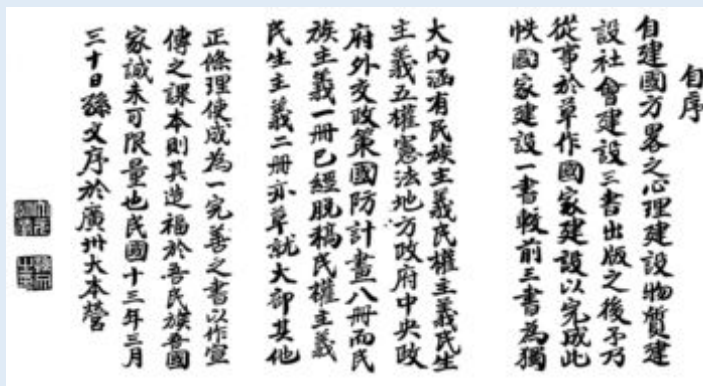 自序
自建國方畧之心理建設物質建
設社會建設三書出版之後予乃
從事於草作國家建設以完成此
帙國家建設一書較前三書為獨
大內涵有民族主義民權主義民生
主義五權憲法地方政府中央政
府外交政策國防計畫八冊而民
族主義一冊已經脫稿民權主義
民生主義二冊亦草就大部其他
正條理使成為一完善之書以作宣
傳之課本則其造福於吾民族吾國
家誠未可限量也民國十三年三月
三十日孫文序於廣州大本營